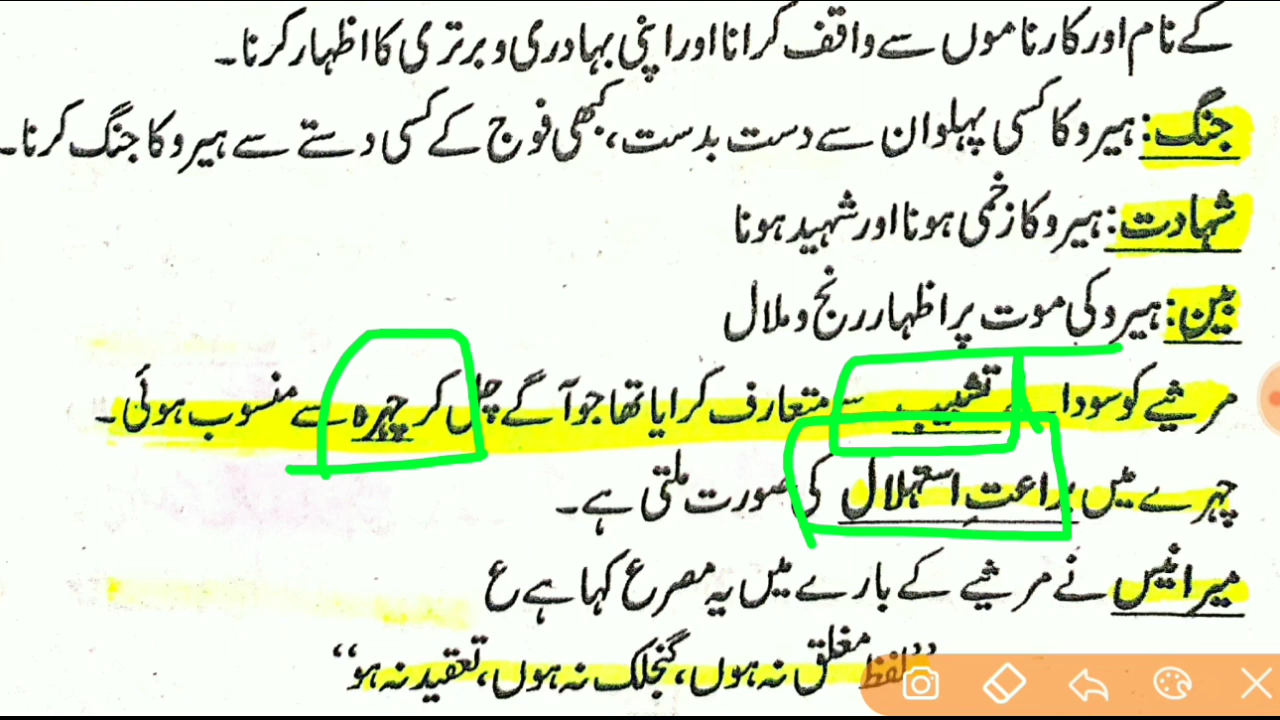 کے نام اور کارناموں سے واقف کرانا اور اپنی بہادری و برتری کا اظہار کرنا۔
جنگ: ہیرو کا کسی پہلوان سے دست بدست، کبھی فوج کے کسی دستے سے ہیرو کا جنگ کرنا۔
شہادت: ہیرو کا زخمی ہونا اور شہید ہونا
بین: ہیرو کی موت پر اظہار رنج و ملال
مرثیے کو سودا تشبیب سے متعارف کرایا تھا جو آگے چل کر چہرہ سے منسوب ہوئی۔
چہرے میں براعتِ استہلال کی صورت ملتی ہے۔
میر انیس نے مرثیے کے بارے میں یہ مصرع کہا ہے ع
”لفظ مغلق نہ ہوں، گنجلک نہ ہوں، تعقید نہ ہو“